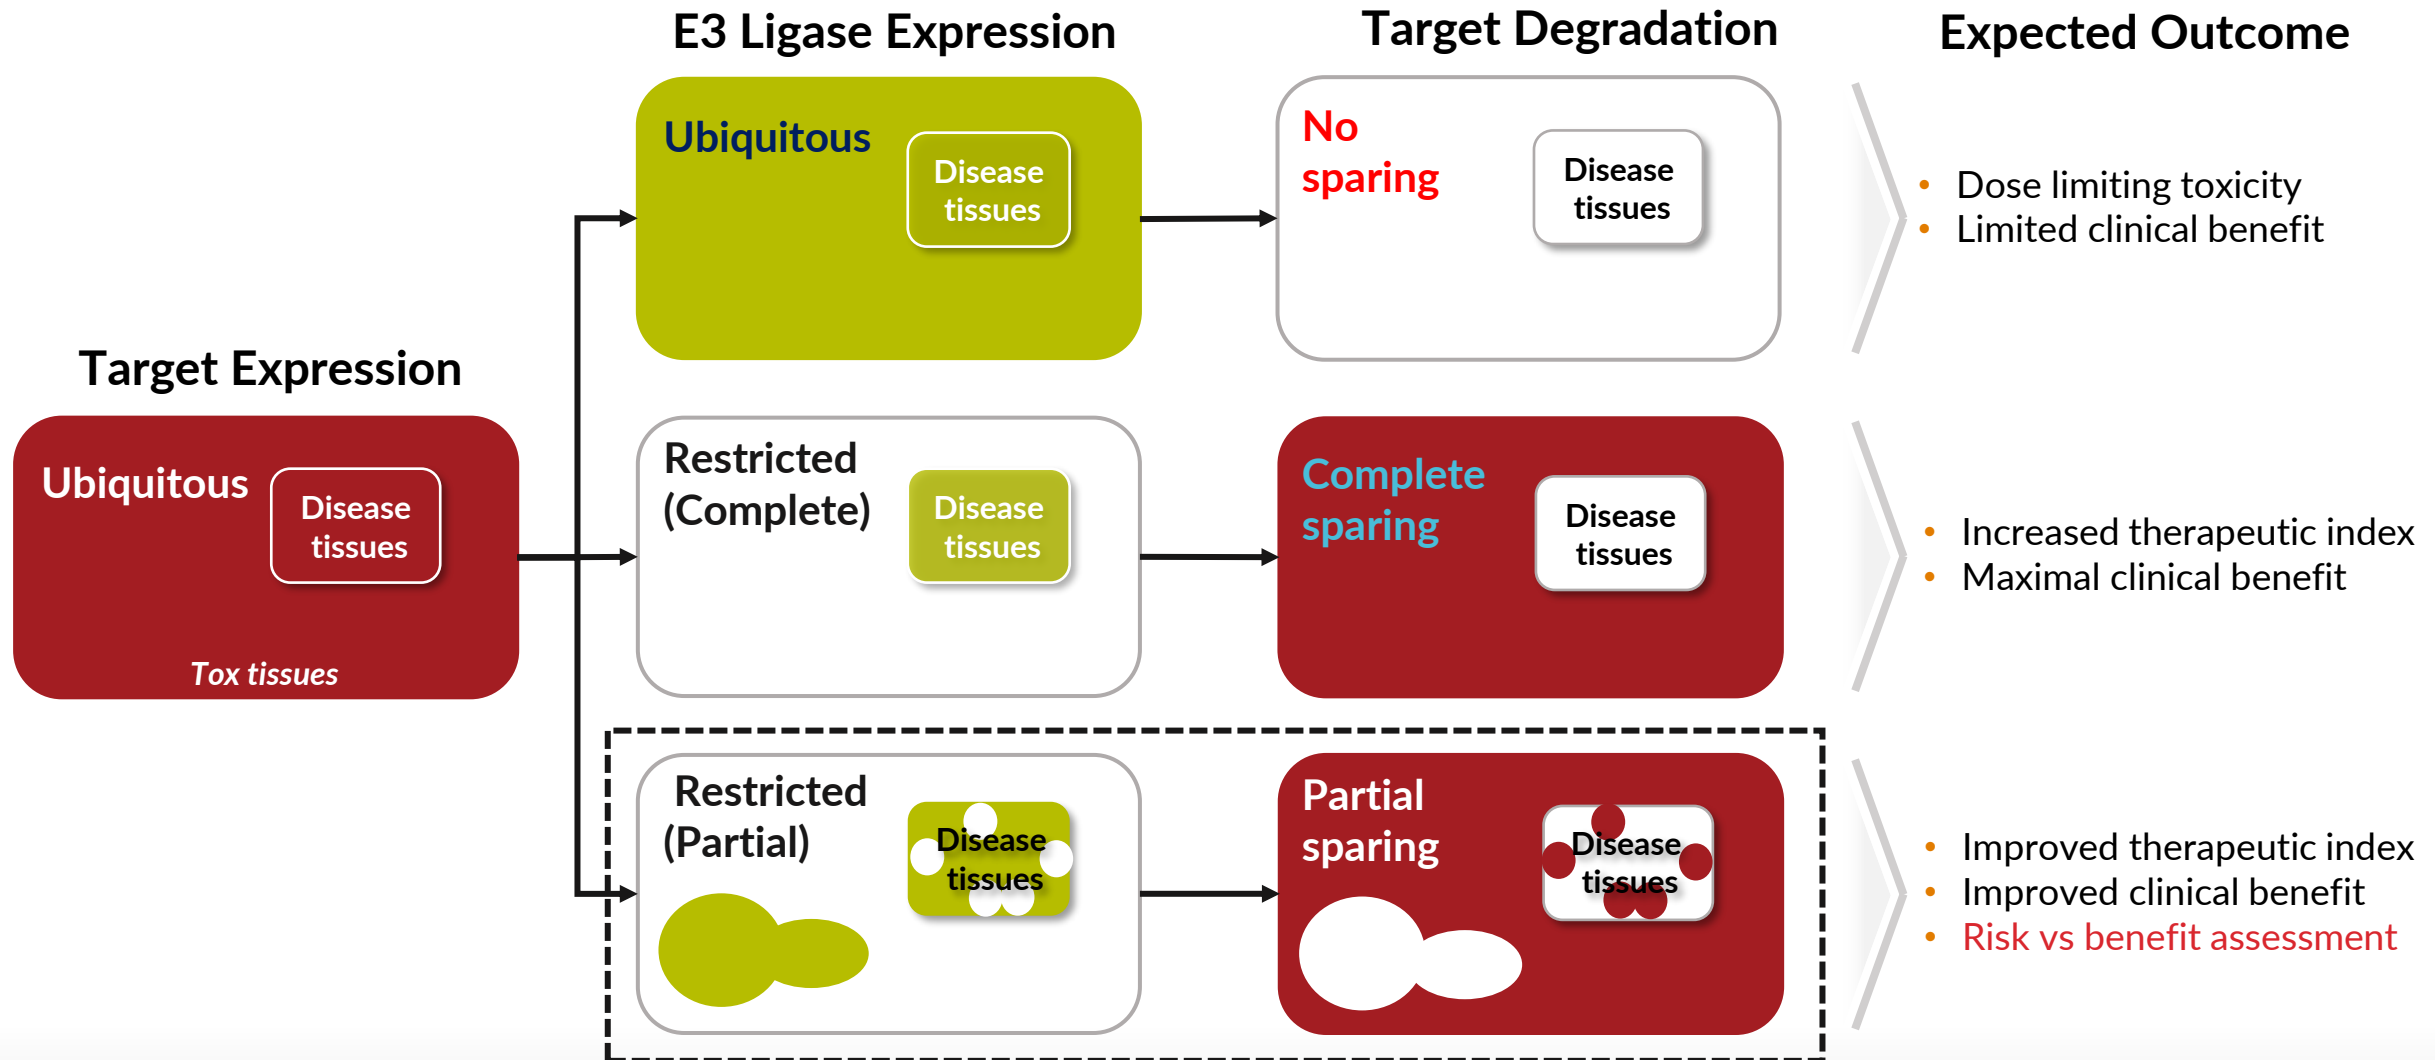 E3 Ligase Expression
Target Degradation
Expected Outcome
Ubiquitous
Disease
tissues
No
sparing
Disease
tissues
• Dose limiting toxicity
• Limited clinical benefit
Target Expression
Ubiquitous
Disease
tissues
Tox tissues
Restricted
(Complete)
Disease
tissues
Complete
sparing
Disease
tissues
• Increased therapeutic index
• Maximal clinical benefit
Restricted
(Partial)
Disease
tissues
Partial
sparing
Disease
tissues
• Improved therapeutic index
• Improved clinical benefit
• Risk vs benefit assessment